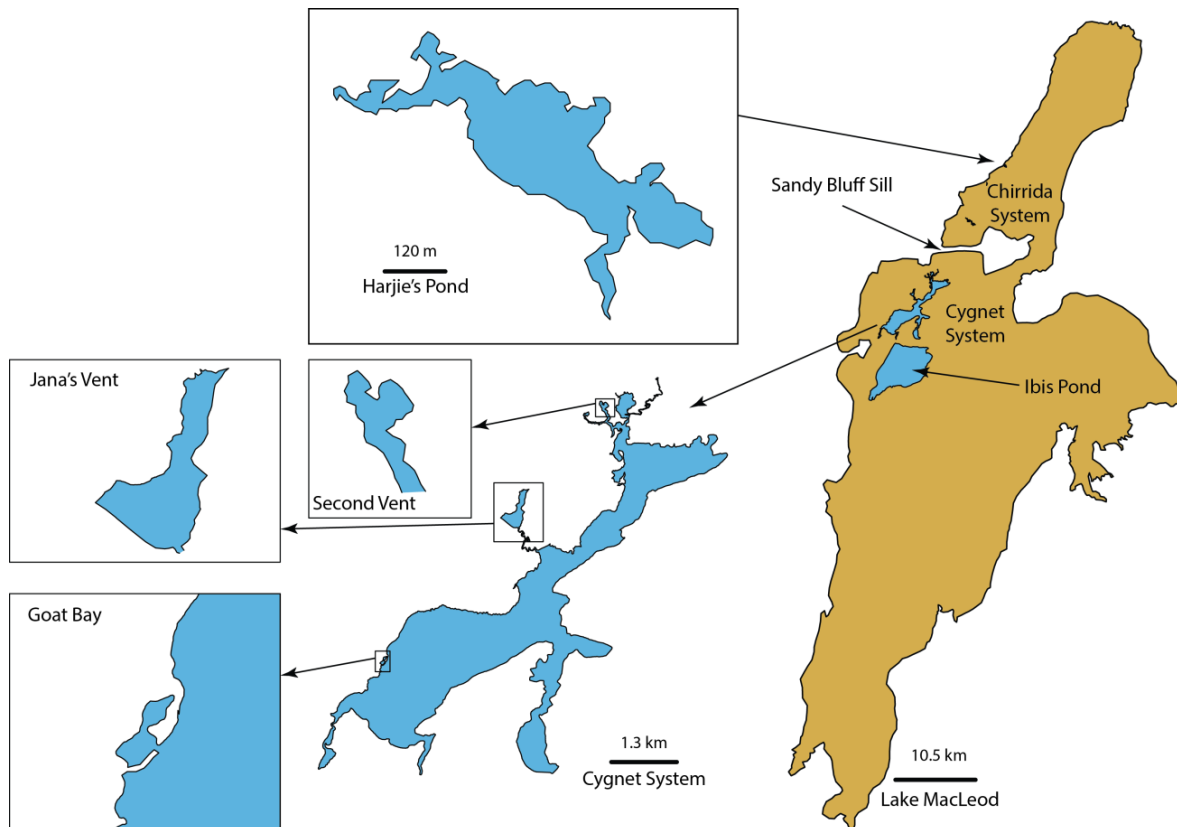 120 m
Harjie's Pond
Sandy Bluff Sill
Chirrida
System
Cygnet
System
Ibis Pond
Jana's Vent
Second Vent
Goat Bay
1.3 km
Cygnet System
10.5 km
Lake MacLeod